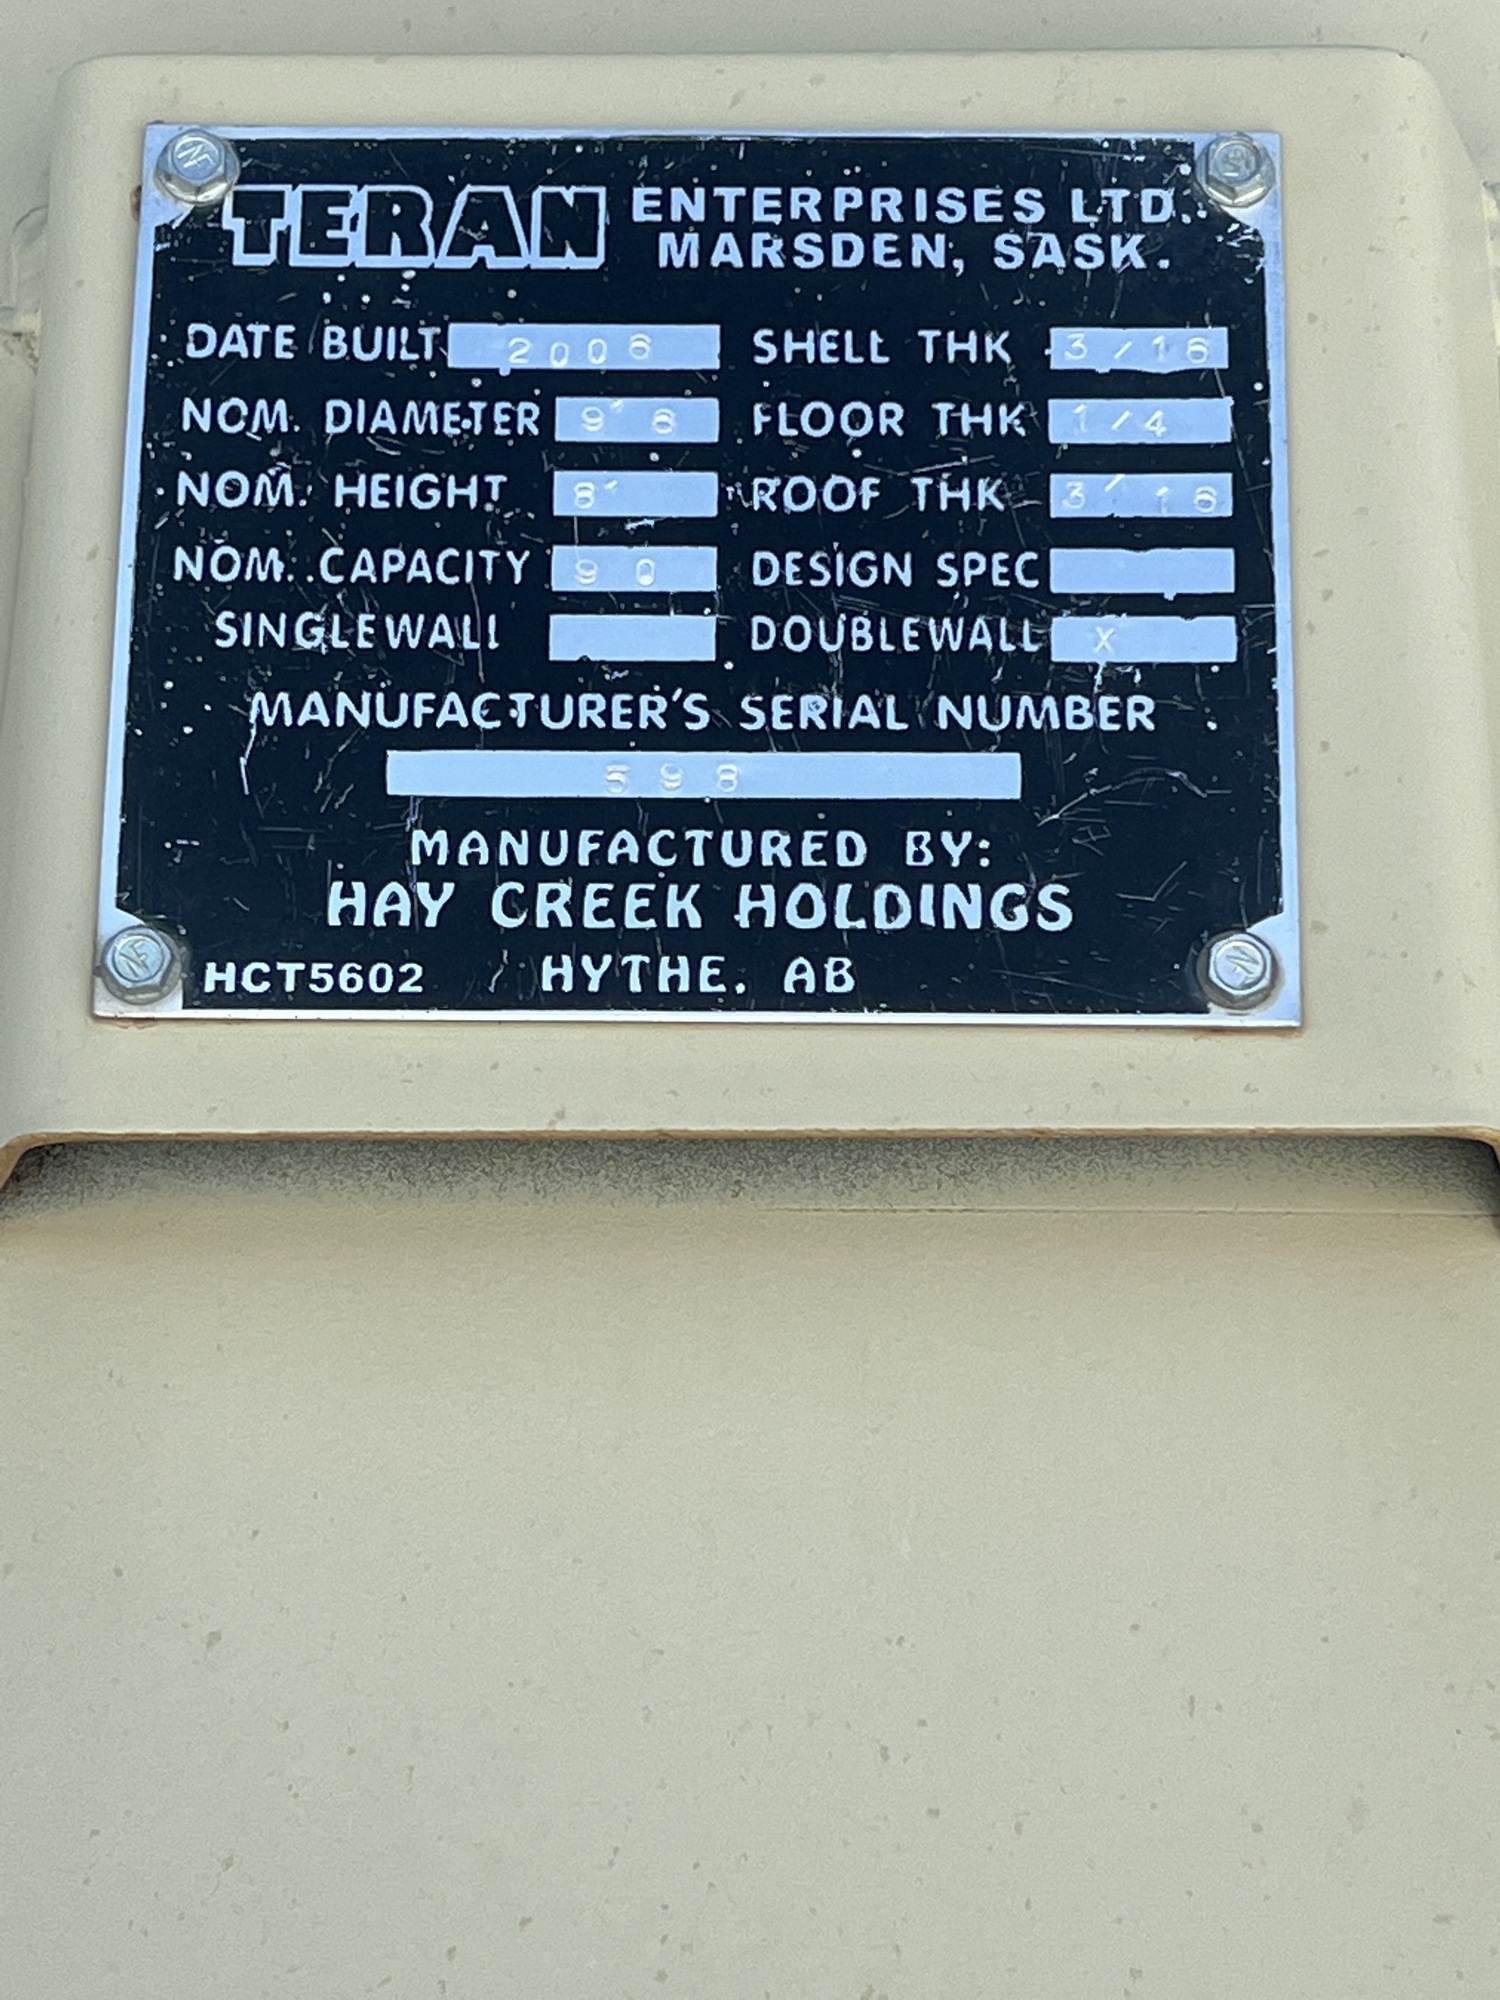 TERAN ENTERPRISES LTD.
MARSDEN, SASK.
DATE BUILT 2006 SHELL THK 3/16
NOM. DIAMETER 9' 6 FLOOR THK 1/4
NOM. HEIGHT 8' ROOF THK 3/16
NOM. CAPACITY 90 DESIGN SPEC
SINGLEWALL DOUBLEWALL X
MANUFACTURER'S SERIAL NUMBER
598
MANUFACTURED BY:
HAY CREEK HOLDINGS
HCT5602 HYTHE, AB